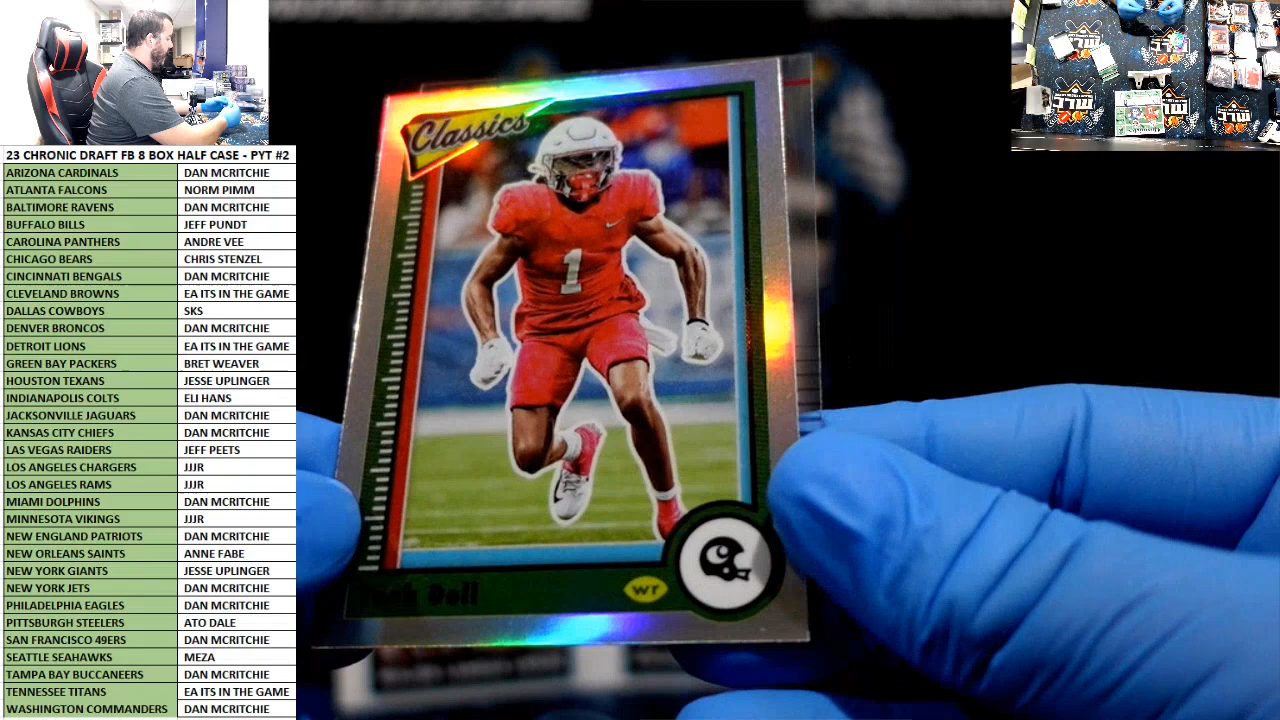 23 CHRONIC DRAFT FB 8 BOX HALF CASE - PYT #2
ARIZONA CARDINALS DAN MCRITCHIE
ATLANTA FALCONS NORM PIMM
BALTIMORE RAVENS DAN MCRITCHIE
BUFFALO BILLS JEFF PUNDT
CAROLINA PANTHERS ANDRE VEE
CHICAGO BEARS CHRIS STENZEL
CINCINNATI BENGALS DAN MCRITCHIE
CLEVELAND BROWNS EA ITS IN THE GAME
DALLAS COWBOYS SKS
DENVER BRONCOS DAN MCRITCHIE
DETROIT LIONS EA ITS IN THE GAME
GREEN BAY PACKERS BRET WEAVER
HOUSTON TEXANS JESSE UPLINGER
INDIANAPOLIS COLTS ELI HANS
JACKSONVILLE JAGUARS DAN MCRITCHIE
KANSAS CITY CHIEFS DAN MCRITCHIE
LAS VEGAS RAIDERS JEFF PEETS
LOS ANGELES CHARGERS JJJR
LOS ANGELES RAMS JJJR
MIAMI DOLPHINS DAN MCRITCHIE
MINNESOTA VIKINGS JJJR
NEW ENGLAND PATRIOTS DAN MCRITCHIE
NEW ORLEANS SAINTS ANNE FABE
NEW YORK GIANTS JESSE UPLINGER
NEW YORK JETS DAN MCRITCHIE
PHILADELPHIA EAGLES DAN MCRITCHIE
PITTSBURGH STEELERS ATO DALE
SAN FRANCISCO 49ERS DAN MCRITCHIE
SEATTLE SEAHAWKS MEZA
TAMPA BAY BUCCANEERS DAN MCRITCHIE
TENNESSEE TITANS EA ITS IN THE GAME
WASHINGTON COMMANDERS DAN MCRITCHIE
Classics
1
Dell
wr